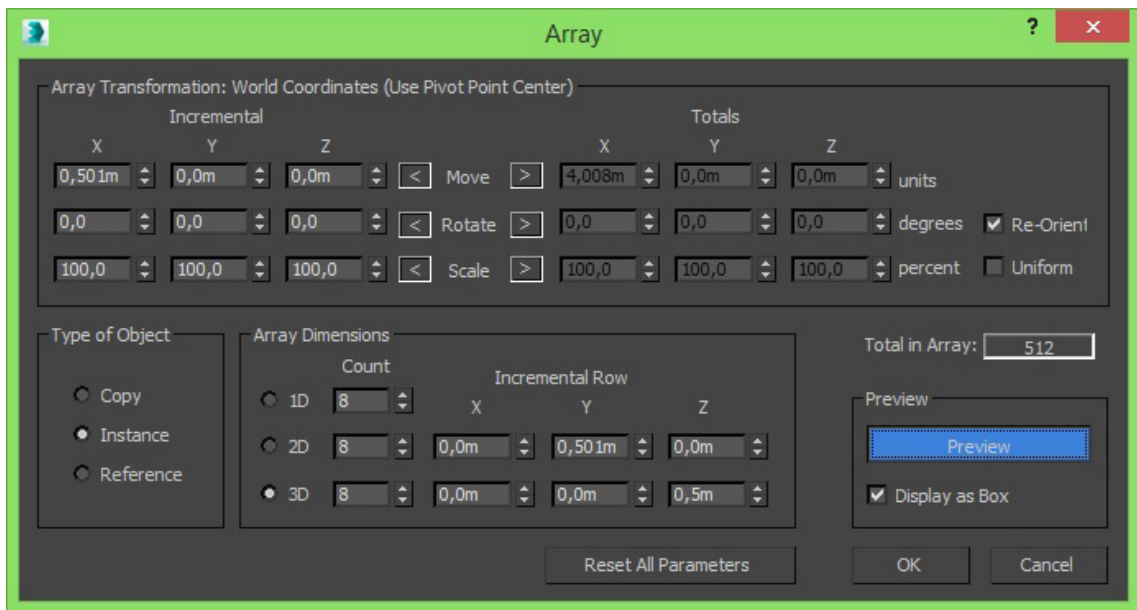 Array
?
Array Transformation: World Coordinates (Use Pivot Point Center)
Incremental Totals
X Y Z X Y Z
0,501m 0,0m 0,0m < Move > 4,008m 0,0m 0,0m units
0,0 0,0 0,0 < Rotate > 0,0 0,0 0,0 degrees Re-Orient
100,0 100,0 100,0 < Scale > 100,0 100,0 100,0 percent Uniform
Type of Object
Copy
Instance
Reference
Array Dimensions
Count
Incremental Row
X Y Z
1D 8
2D 8 0,0m 0,501m 0,0m
3D 8 0,0m 0,0m 0,5m
Total in Array: 512
Preview
Preview
Display as Box
Reset All Parameters OK Cancel